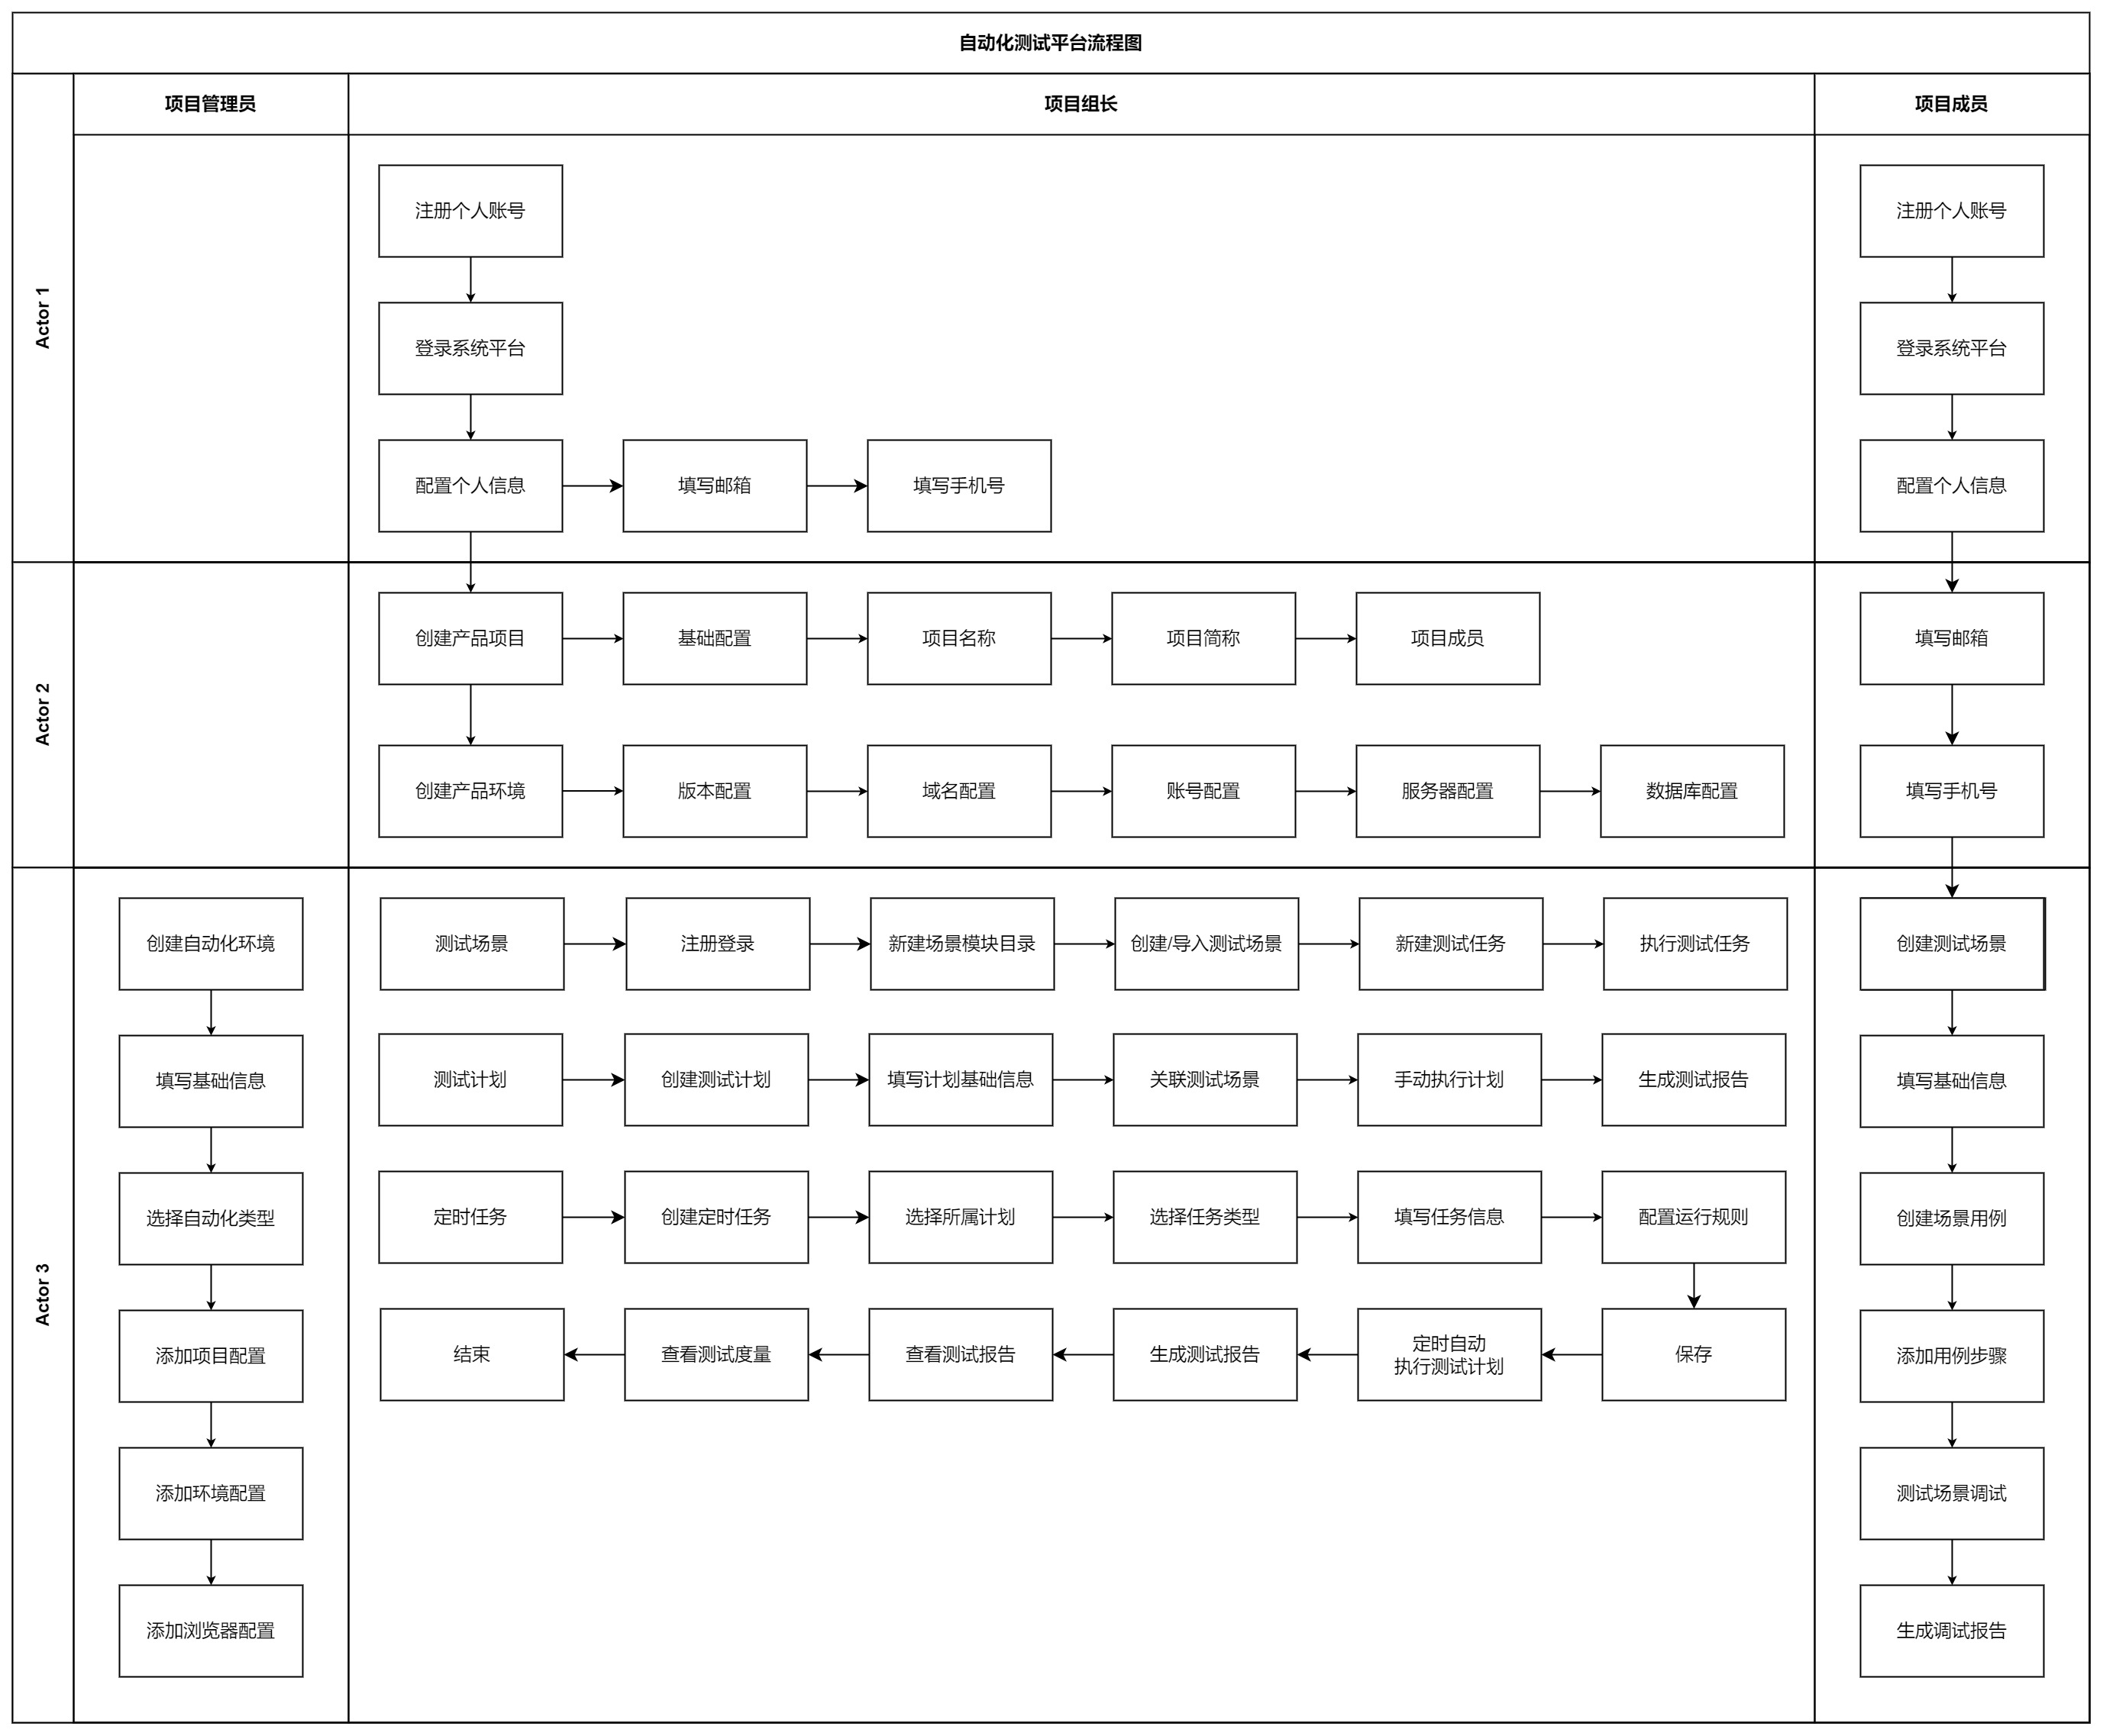 自动化测试平台流程图
项目管理员
项目组长
项目成员
Actor 1
注册个人账号
注册个人账号
登录系统平台
登录系统平台
配置个人信息
填写邮箱
填写手机号
配置个人信息
Actor 2
创建产品项目
基础配置
项目名称
项目简称
项目成员
填写邮箱
创建产品环境
版本配置
域名配置
账号配置
服务器配置
数据库配置
填写手机号
Actor 3
创建自动化环境
测试场景
注册登录
新建场景模块目录
创建/导入测试场景
新建测试任务
执行测试任务
创建测试场景
填写基础信息
测试计划
创建测试计划
填写计划基础信息
关联测试场景
手动执行计划
生成测试报告
填写基础信息
选择自动化类型
定时任务
创建定时任务
选择所属计划
选择任务类型
填写任务信息
配置运行规则
创建场景用例
添加项目配置
结束
查看测试度量
查看测试报告
生成测试报告
定时自动
执行测试计划
保存
添加用例步骤
添加环境配置
测试场景调试
添加浏览器配置
生成调试报告